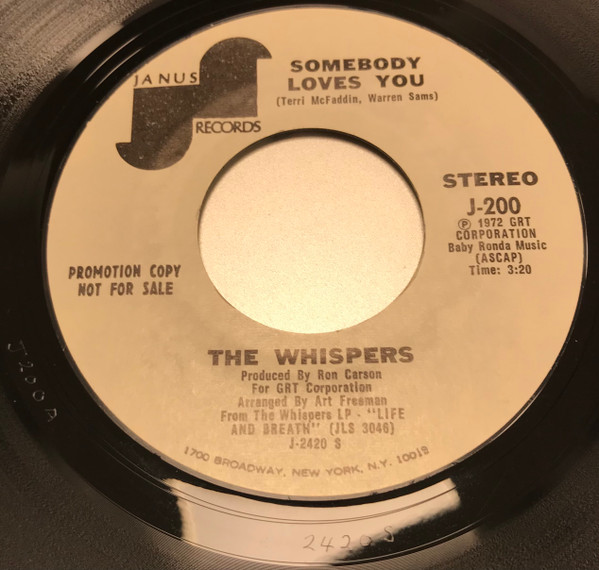 SOMEBODY
LOVES YOU
(Terri McFaddin, Warren Sams)
JANUS
RECORDS
STEREO
J-200
Ⓟ 1972 GRT
CORPORATION
Baby Ronda Music
(ASCAP)
Time: 3:20
PROMOTION COPY
NOT FOR SALE
THE WHISPERS
Produced By Ron Carson
For GRT Corporation
Arranged By Art Freeman
From The Whispers LP - "LIFE
AND BREATH" (JLS 3046)
J-2420 S
1700 BROADWAY, NEW YORK, N.Y. 10019
J200A
2420S